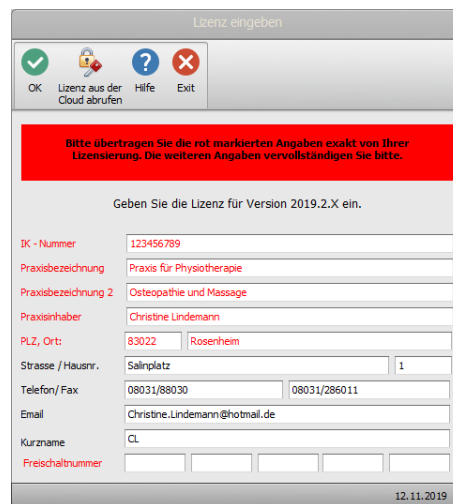 Lizenz eingeben
OK Lizenz aus der Cloud abrufen Hilfe Exit
Bitte übertragen Sie die rot markierten Angaben exakt von Ihrer
Lizensierung. Die weiteren Angaben vervollständigen Sie bitte.
Geben Sie die Lizenz für Version 2019.2.X ein.
IK - Nummer 123456789
Praxisbezeichnung Praxis für Physiotherapie
Praxisbezeichnung 2 Osteopathie und Massage
Praxisinhaber Christine Lindemann
PLZ, Ort: 83022 Rosenheim
Strasse / Hausnr. Salinplatz 1
Telefon/ Fax 08031/88030 08031/286011
Email Christine.Lindemann@hotmail.de
Kurzname CL
Freischaltnummer
12.11.2019